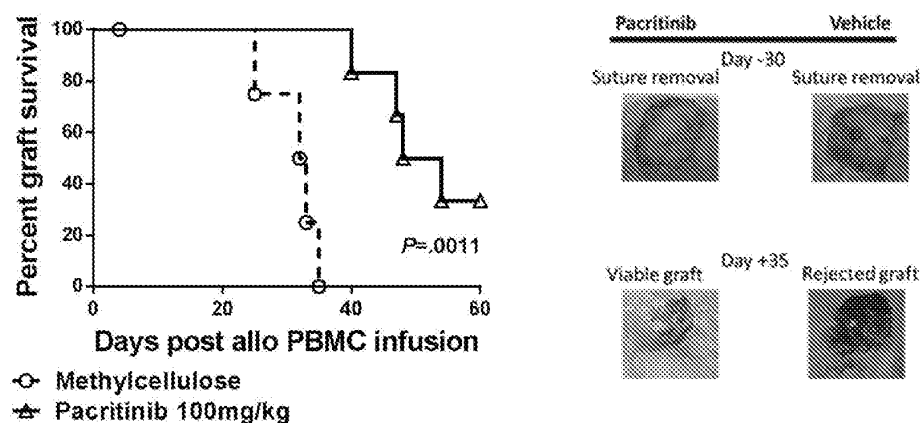 Percent graft survival
100
80
60
40
20
0
P=.0011
0 20 40 60
Days post allo PBMC infusion
Methylcellulose
Pacritinib 100mg/kg
Pacritinib Vehicle
Day -30
Suture removal Suture removal
Day +35
Viable graft Rejected graft